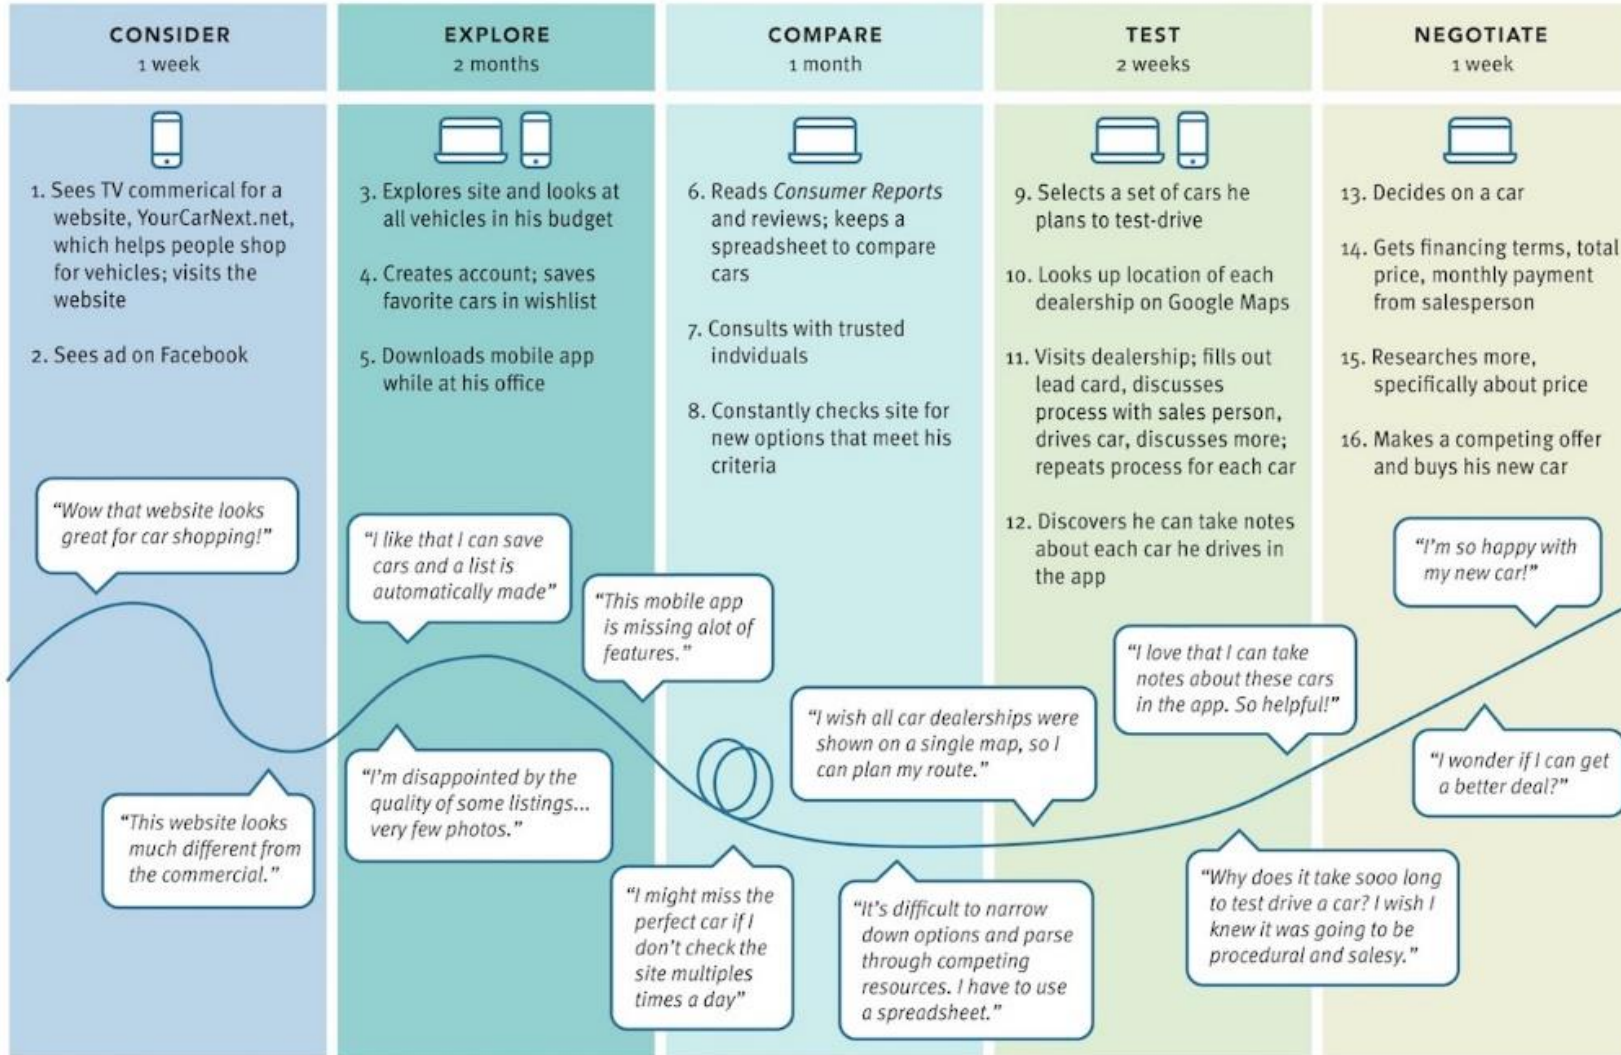 CONSIDER
1 week
EXPLORE
2 months
COMPARE
1 month
TEST
2 weeks
NEGOTIATE
1 week
1. Sees TV commerical for a
website, YourCarNext.net,
which helps people shop
for vehicles; visits the
website
2. Sees ad on Facebook
3. Explores site and looks at
all vehicles in his budget
4. Creates account; saves
favorite cars in wishlist
5. Downloads mobile app
while at his office
6. Reads Consumer Reports
and reviews; keeps a
spreadsheet to compare
cars
7. Consults with trusted
indviduals
8. Constantly checks site for
new options that meet his
criteria
9. Selects a set of cars he
plans to test-drive
10. Looks up location of each
dealership on Google Maps
11. Visits dealership; fills out
lead card, discusses
process with sales person,
drives car, discusses more;
repeats process for each car
12. Discovers he can take notes
about each car he drives in
the app
13. Decides on a car
14. Gets financing terms, total
price, monthly payment
from salesperson
15. Researches more,
specifically about price
16. Makes a competing offer
and buys his new car
"Wow that website looks
great for car shopping!"
"This website looks
much different from
the commercial."
"I like that I can save
cars and a list is
automatically made"
"I'm disappointed by the
quality of some listings...
very few photos."
"This mobile app
is missing alot of
features."
"I might miss the
perfect car if I
don't check the
site multiples
times a day"
"I wish all car dealerships were
shown on a single map, so I
can plan my route."
"It's difficult to narrow
down options and parse
through competing
resources. I have to use
a spreadsheet."
"I love that I can take
notes about these cars
in the app. So helpful!"
"Why does it take sooo long
to test drive a car? I wish I
knew it was going to be
procedural and salesy."
"I'm so happy with
my new car!"
"I wonder if I can get
a better deal?"